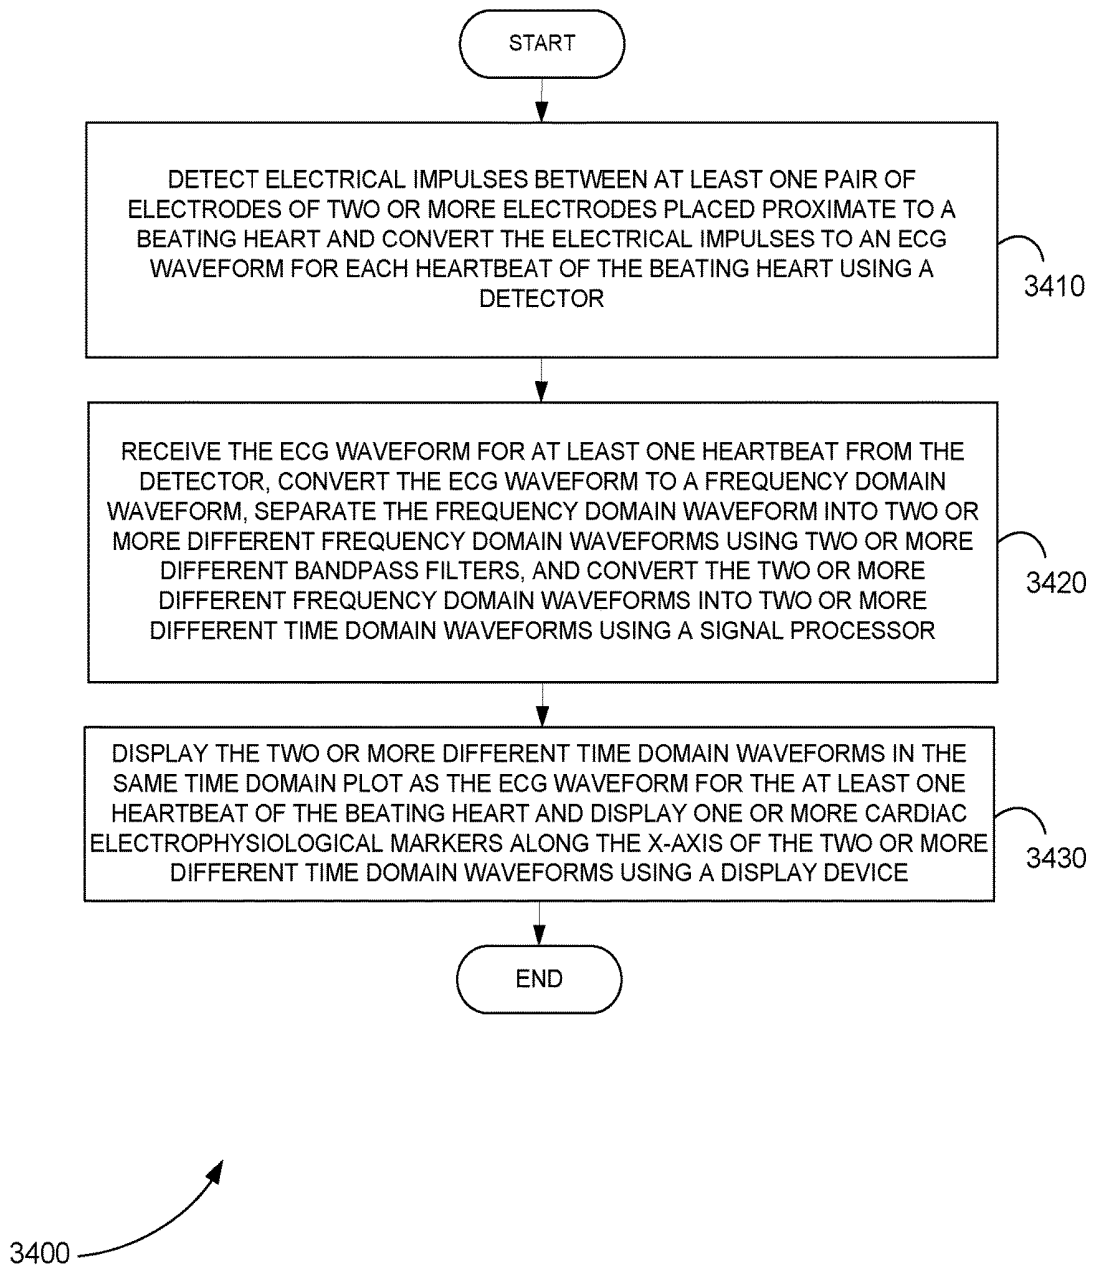 START
DETECT ELECTRICAL IMPULSES BETWEEN AT LEAST ONE PAIR OF
ELECTRODES OF TWO OR MORE ELECTRODES PLACED PROXIMATE TO A
BEATING HEART AND CONVERT THE ELECTRICAL IMPULSES TO AN ECG
WAVEFORM FOR EACH HEARTBEAT OF THE BEATING HEART USING A
DETECTOR
3410
RECEIVE THE ECG WAVEFORM FOR AT LEAST ONE HEARTBEAT FROM THE
DETECTOR, CONVERT THE ECG WAVEFORM TO A FREQUENCY DOMAIN
WAVEFORM, SEPARATE THE FREQUENCY DOMAIN WAVEFORM INTO TWO OR
MORE DIFFERENT FREQUENCY DOMAIN WAVEFORMS USING TWO OR MORE
DIFFERENT BANDPASS FILTERS, AND CONVERT THE TWO OR MORE
DIFFERENT FREQUENCY DOMAIN WAVEFORMS INTO TWO OR MORE
DIFFERENT TIME DOMAIN WAVEFORMS USING A SIGNAL PROCESSOR
3420
DISPLAY THE TWO OR MORE DIFFERENT TIME DOMAIN WAVEFORMS IN THE
SAME TIME DOMAIN PLOT AS THE ECG WAVEFORM FOR THE AT LEAST ONE
HEARTBEAT OF THE BEATING HEART AND DISPLAY ONE OR MORE CARDIAC
ELECTROPHYSIOLOGICAL MARKERS ALONG THE X-AXIS OF THE TWO OR MORE
DIFFERENT TIME DOMAIN WAVEFORMS USING A DISPLAY DEVICE
3430
END
3400